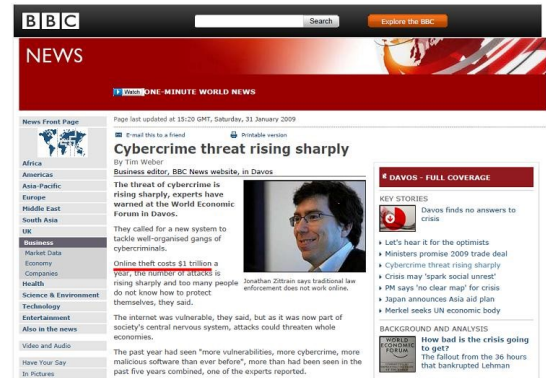 BBC
Search
Explore the BBC
NEWS
Watch ONE-MINUTE WORLD NEWS
News Front Page
Africa
Americas
Asia-Pacific
Europe
Middle East
South Asia
UK
Business
Market Data
Economy
Companies
Health
Science & Environment
Technology
Entertainment
Also in the news
Video and Audio
Have Your Say
In Pictures
Page last updated at 15:20 GMT, Saturday, 31 January 2009
E-mail this to a friend
Printable version
Cybercrime threat rising sharply
By Tim Weber
Business editor, BBC News website, in Davos
The threat of cybercrime is
rising sharply, experts have
warned at the World Economic
Forum in Davos.
They called for a new system to
tackle well-organised gangs of
cybercriminals.
Online theft costs $1 trillion a
year, the number of attacks is
rising sharply and too many people
do not know how to protect
themselves, they said.
Jonathan Zittrain says traditional law
enforcement does not work online.
The internet was vulnerable, they said, but as it was now part of
society's central nervous system, attacks could threaten whole
economies.
The past year had seen "more vulnerabilities, more cybercrime, more
malicious software than ever before", more than had been seen in the
past five years combined, one of the experts reported.
DAVOS - FULL COVERAGE
KEY STORIES
Davos finds no answers to
crisis
Let's hear it for the optimists
Ministers promise 2009 trade deal
Cybercrime threat rising sharply
Crisis may 'spark social unrest'
PM says 'no clear map' for crisis
Japan announces Asia aid plan
Merkel seeks UN economic body
BACKGROUND AND ANALYSIS
WORLD
ECONOMIC
FORUM
How bad is the crisis going
to get?
The fallout from the 36 hours
that bankrupted Lehman